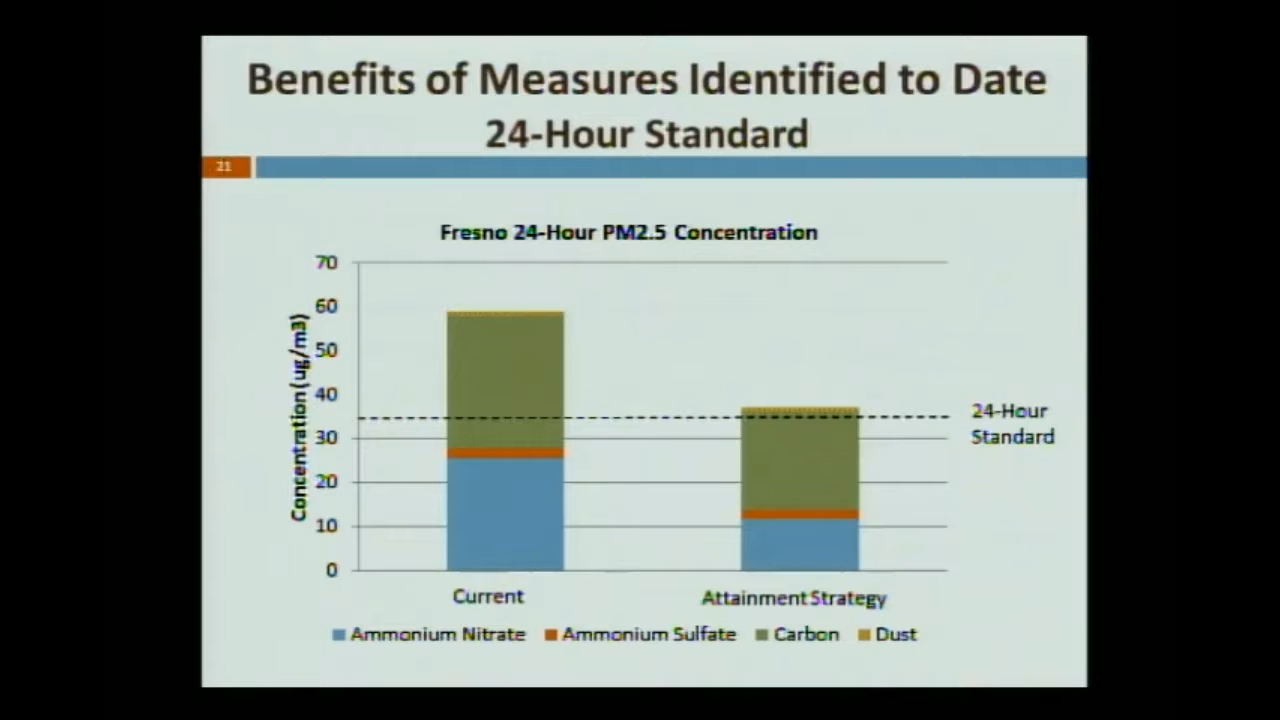 Benefits of Measures Identified to Date
24-Hour Standard
21
Fresno 24-Hour PM2.5 Concentration
Concentration (ug/m3)
70
60
50
40
30
20
10
0
24-Hour
Standard
Current
Attainment Strategy
Ammonium Nitrate
Ammonium Sulfate
Carbon
Dust